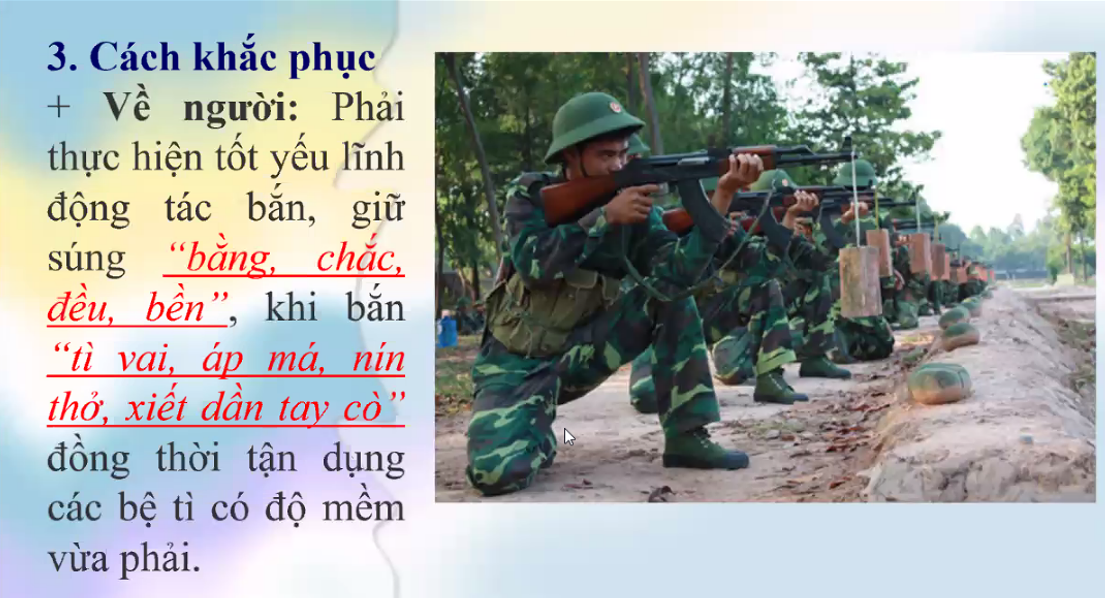 3. Cách khắc phục
+ Về người: Phải
thực hiện tốt yếu lĩnh
động tác bắn, giữ
súng “bằng, chắc,
đều, bền”, khi bắn
“tì vai, áp má, nín
thở, xiết dần tay cò”
đồng thời tận dụng
các bệ tì có độ mềm
vừa phải.